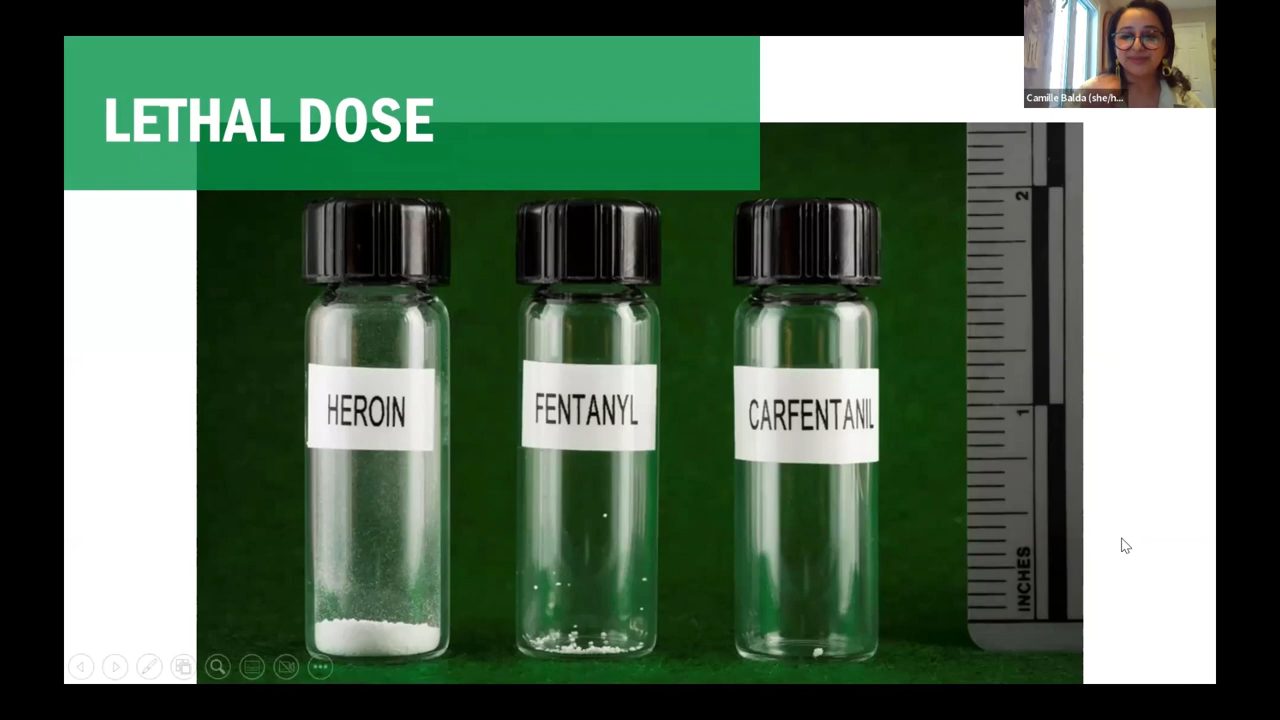 LETHAL DOSE
Camille Balda (she/h...
HEROIN
FENTANYL
CARFENTANIL
2
1
INCHES